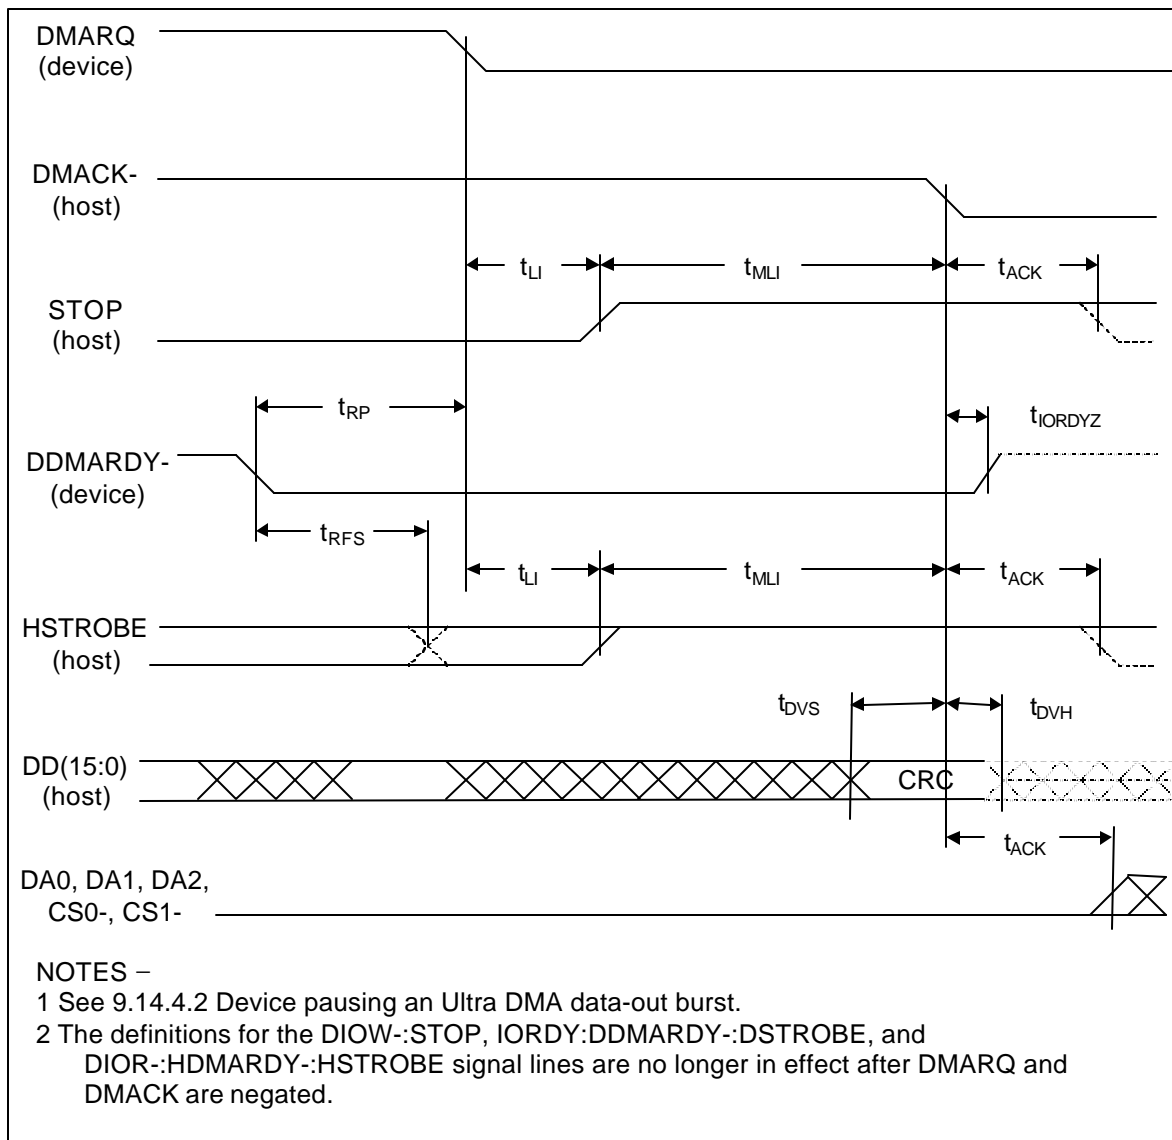 DMARQ
(device)
DMACK-
(host)
tLI
tMLI
tACK
STOP
(host)
tRP
tIORDYZ
DDMARDY-
(device)
tRFS
tLI
tMLI
tACK
HSTROBE
(host)
tDVS
tDVH
DD(15:0)
(host)
CRC
tACK
DA0, DA1, DA2,
CS0-, CS1-
NOTES –
1 See 9.14.4.2 Device pausing an Ultra DMA data-out burst.
2 The definitions for the DIOW-:STOP, IORDY:DDMARDY-:DSTROBE, and
DIOR-:HDMARDY-:HSTROBE signal lines are no longer in effect after DMARQ and
DMACK are negated.